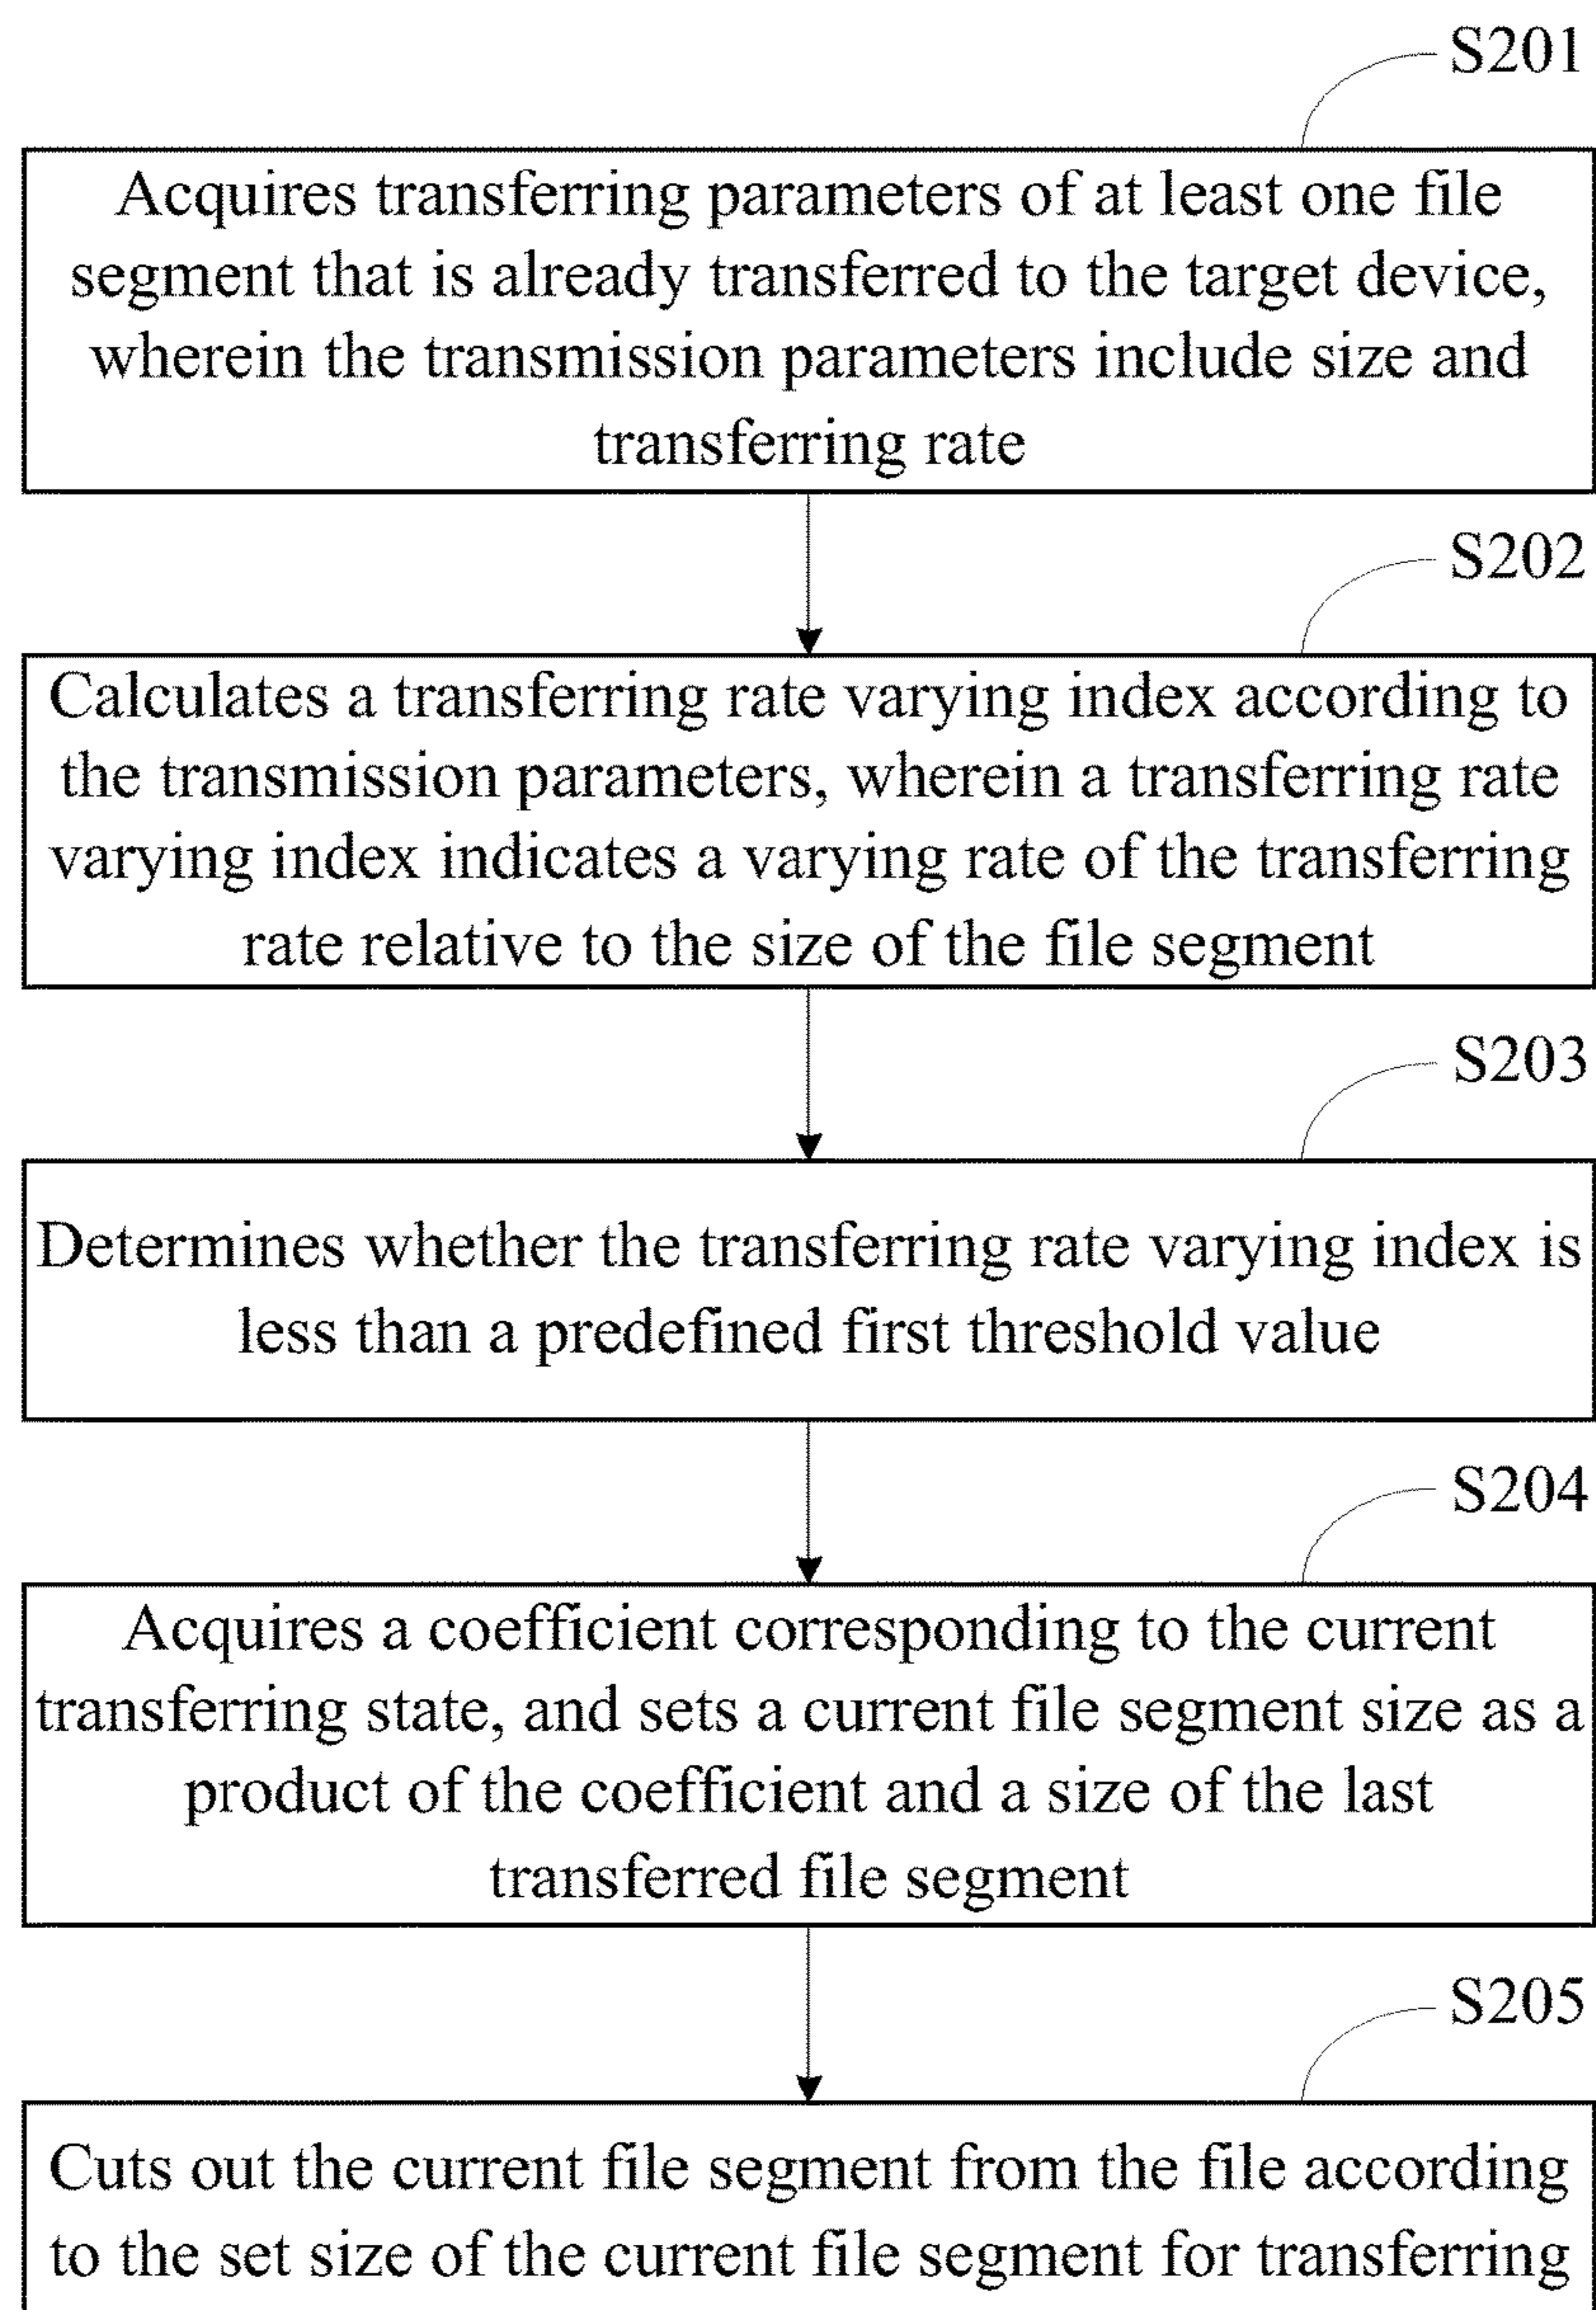 S201
Acquires transferring parameters of at least one file
segment that is already transferred to the target device,
wherein the transmission parameters include size and
transferring rate
S202
Calculates a transferring rate varying index according to
the transmission parameters, wherein a transferring rate
varying index indicates a varying rate of the transferring
rate relative to the size of the file segment
S203
Determines whether the transferring rate varying index is
less than a predefined first threshold value
S204
Acquires a coefficient corresponding to the current
transferring state, and sets a current file segment size as a
product of the coefficient and a size of the last
transferred file segment
S205
Cuts out the current file segment from the file according
to the set size of the current file segment for transferring